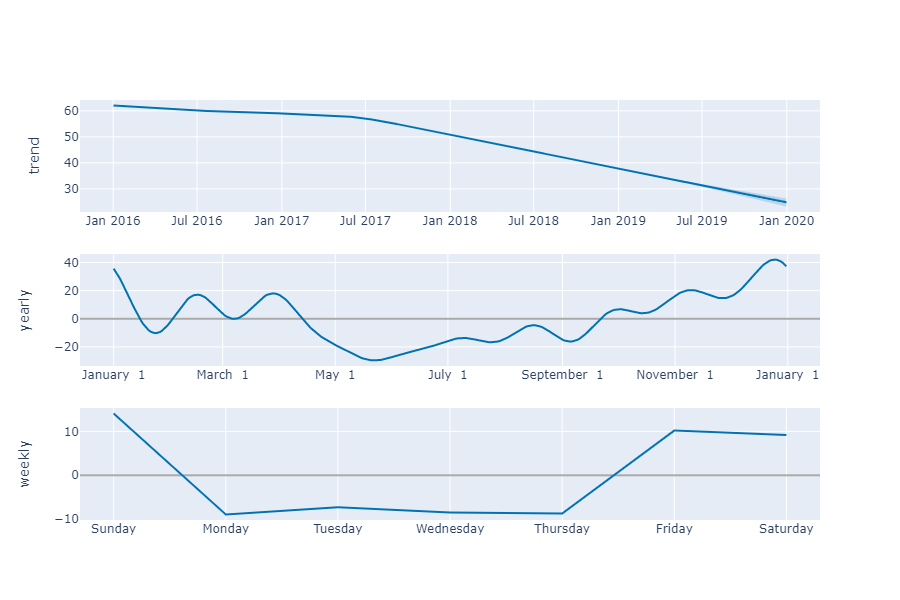 trend
60
50
40
30
Jan 2016 Jul 2016 Jan 2017 Jul 2017 Jan 2018 Jul 2018 Jan 2019 Jul 2019 Jan 2020
yearly
40
20
0
−20
January 1 March 1 May 1 July 1 September 1 November 1 January 1
weekly
10
0
−10
Sunday Monday Tuesday Wednesday Thursday Friday Saturday